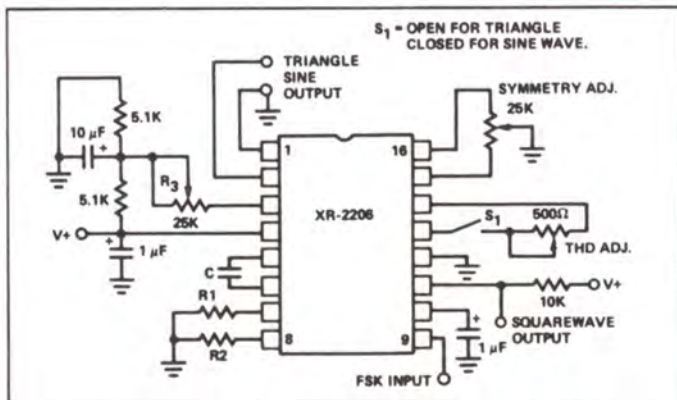 S1 = OPEN FOR TRIANGLE
CLOSED FOR SINE WAVE.
TRIANGLE
SINE
OUTPUT
SYMMETRY ADJ.
25K
5.1K
10 μF
+
R3
5.1K
25K
V+
+
1 μF
1
16
XR-2206
S1
500Ω
THD ADJ.
C
R1
R2
8
9
V+
10K
SQUAREWAVE
OUTPUT
+
1 μF
FSK INPUT